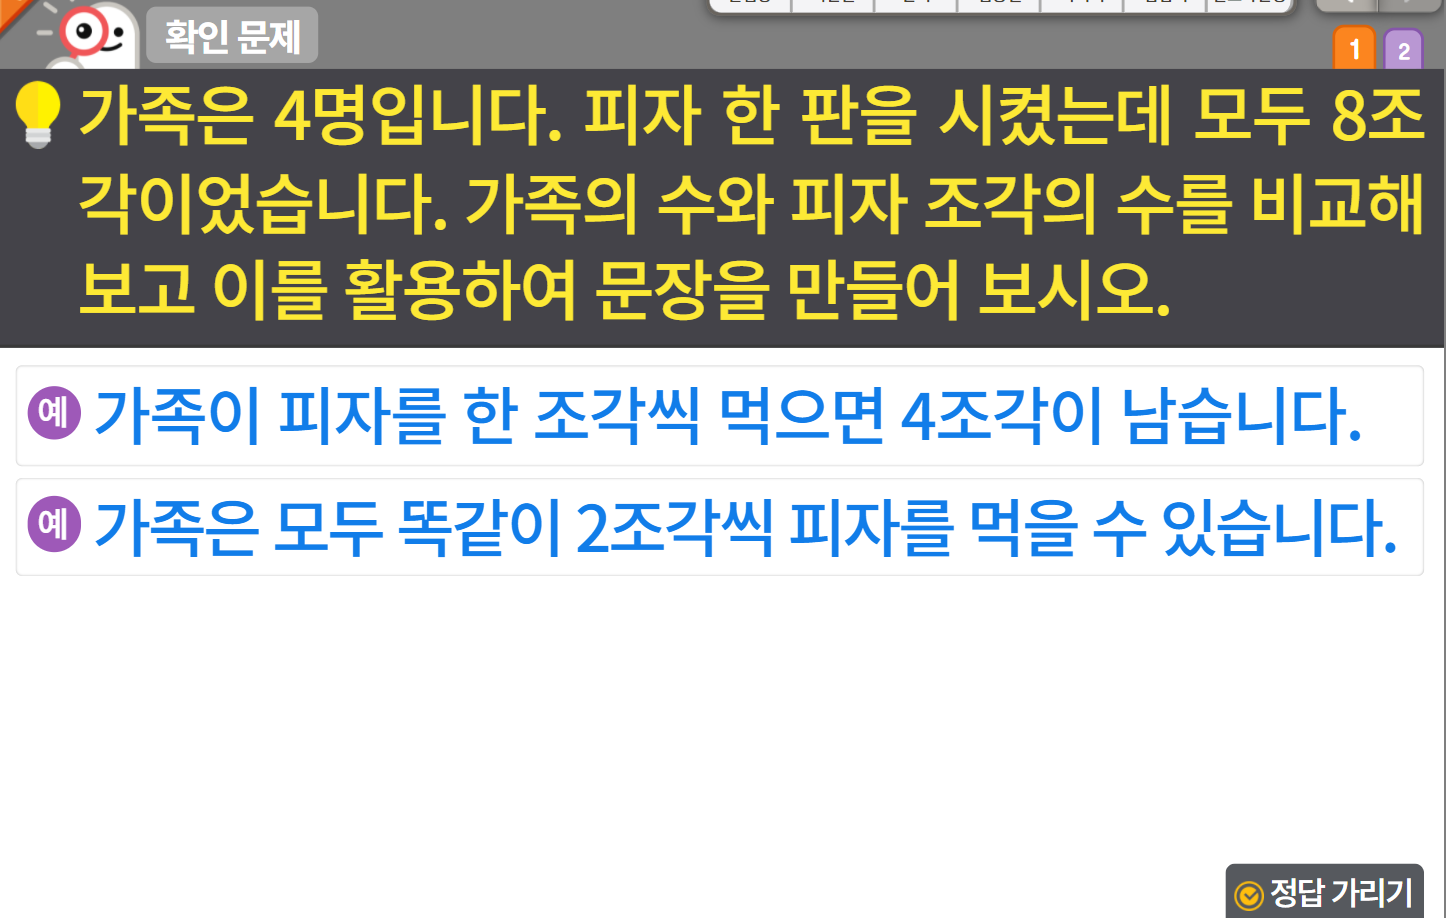 확인 문제
1
2
가족은 4명입니다. 피자 한 판을 시켰는데 모두 8조
각이었습니다. 가족의 수와 피자 조각의 수를 비교해
보고 이를 활용하여 문장을 만들어 보시오.
예 가족이 피자를 한 조각씩 먹으면 4조각이 남습니다.
예 가족은 모두 똑같이 2조각씩 피자를 먹을 수 있습니다.
정답 가리기